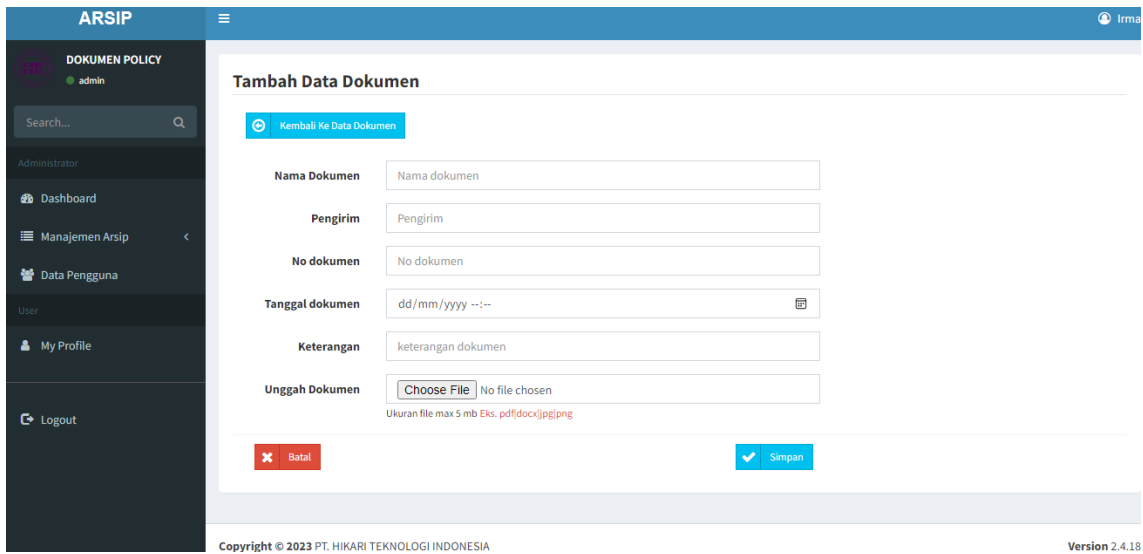 ARSIP
Irma
DOKUMEN POLICY
admin
Search...
Administrator
Dashboard
Manajemen Arsip
Data Pengguna
User
My Profile
Logout
Tambah Data Dokumen
Kembali Ke Data Dokumen
Nama Dokumen Nama dokumen
Pengirim Pengirim
No dokumen No dokumen
Tanggal dokumen dd/mm/yyyy --:--
Keterangan keterangan dokumen
Unggah Dokumen Choose File No file chosen
Ukuran file max 5 mb Eks. pdf|docx|jpg|png
Batal Simpan
Copyright © 2023 PT. HIKARI TEKNOLOGI INDONESIA Version 2.4.18